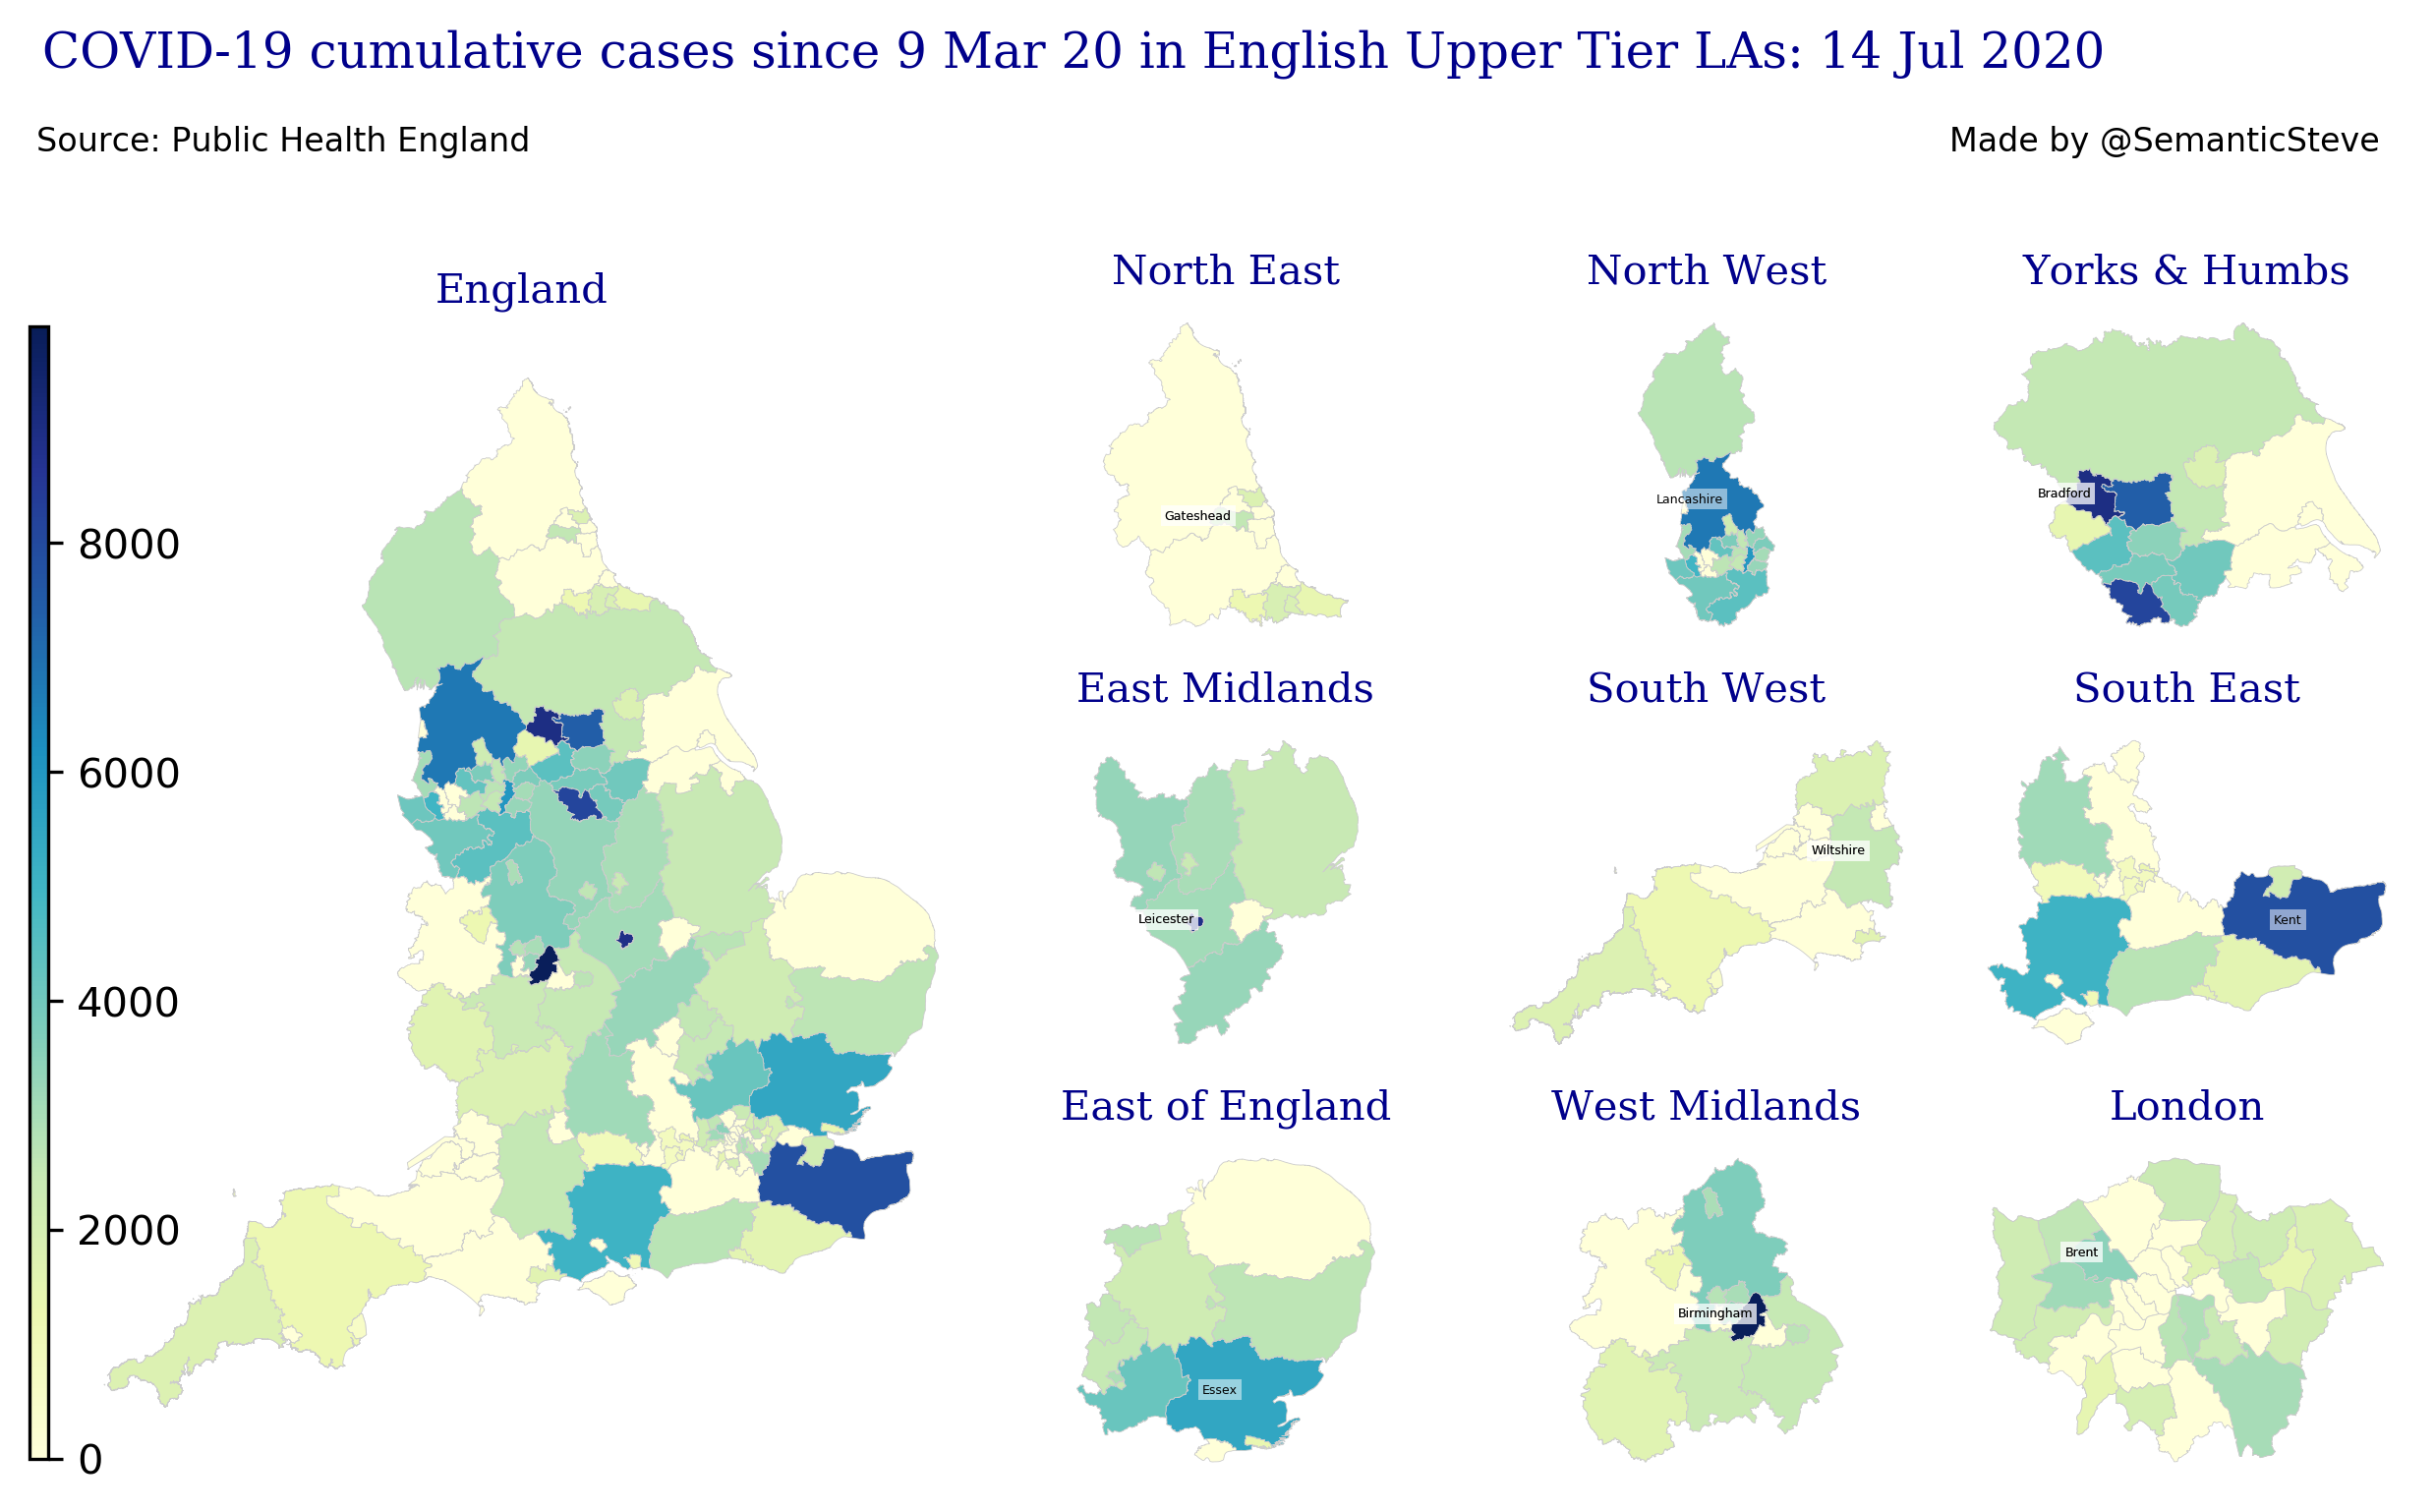 COVID-19 cumulative cases since 9 Mar 20 in English Upper Tier LAs: 14 Jul 2020
Source: Public Health England
Made by @SemanticSteve
England
8000
6000
4000
2000
0
North East
Gateshead
North West
Lancashire
Yorks & Humbs
Bradford
East Midlands
Leicester
South West
Wiltshire
South East
Kent
East of England
Essex
West Midlands
Birmingham
London
Brent